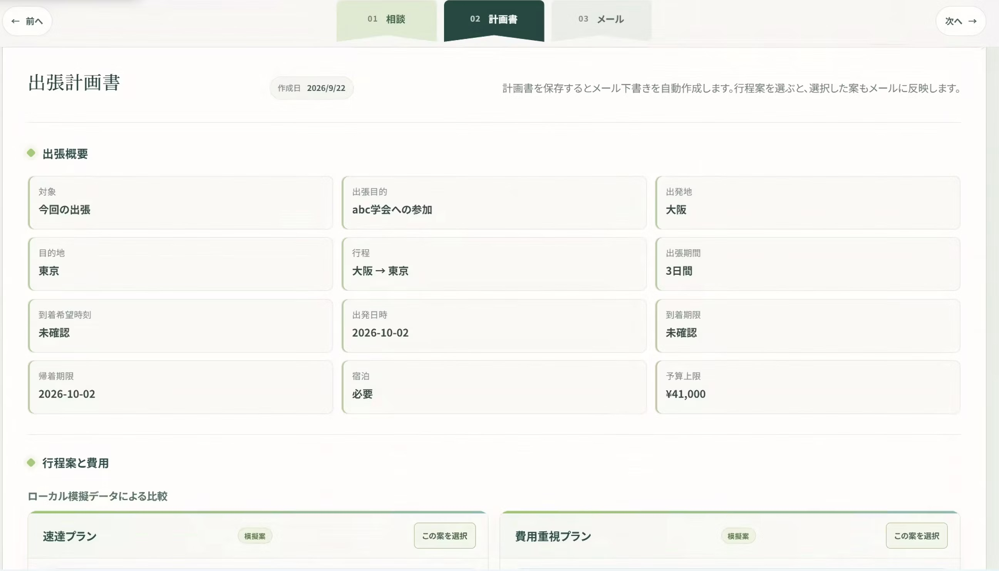 ← 前へ
01 相談
02 計画書
03 メール
次へ →
出張計画書
作成日 2026/9/22
計画書を保存するとメール下書きを自動作成します。行程案を選ぶと、選択した案もメールに反映します。
出張概要
対象
今回の出張
出張目的
abc学会への参加
出発地
大阪
目的地
東京
行程
大阪 → 東京
出張期間
3日間
到着希望時刻
未確認
出発日時
2026-10-02
到着期限
未確認
帰着期限
2026-10-02
宿泊
必要
予算上限
¥41,000
行程案と費用
ローカル模擬データによる比較
速達プラン
模擬案
この案を選択
費用重視プラン
模擬案
この案を選択